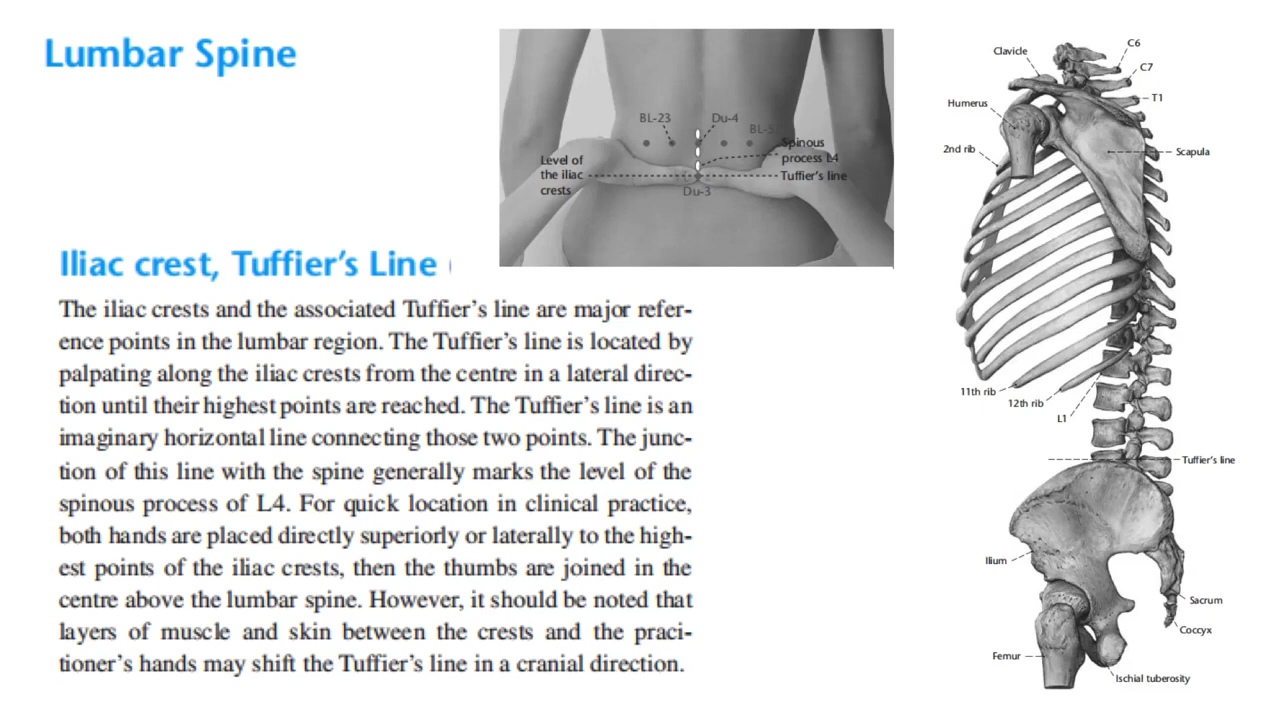 Lumbar Spine
BL-23
Du-4
BL-5
Spinous
process L4
Level of
the iliac
crests
Tuffier's line
Du-3
Iliac crest, Tuffier's Line
The iliac crests and the associated Tuffier's line are major refer-
ence points in the lumbar region. The Tuffier's line is located by
palpating along the iliac crests from the centre in a lateral direc-
tion until their highest points are reached. The Tuffier's line is an
imaginary horizontal line connecting those two points. The junc-
tion of this line with the spine generally marks the level of the
spinous process of L4. For quick location in clinical practice,
both hands are placed directly superiorly or laterally to the high-
est points of the iliac crests, then the thumbs are joined in the
centre above the lumbar spine. However, it should be noted that
layers of muscle and skin between the crests and the praci-
tioner's hands may shift the Tuffier's line in a cranial direction.
Clavicle
C6
C7
T1
Humerus
2nd rib
Scapula
11th rib
12th rib
L1
Tuffier's line
Ilium
Sacrum
Coccyx
Femur
Ischial tuberosity